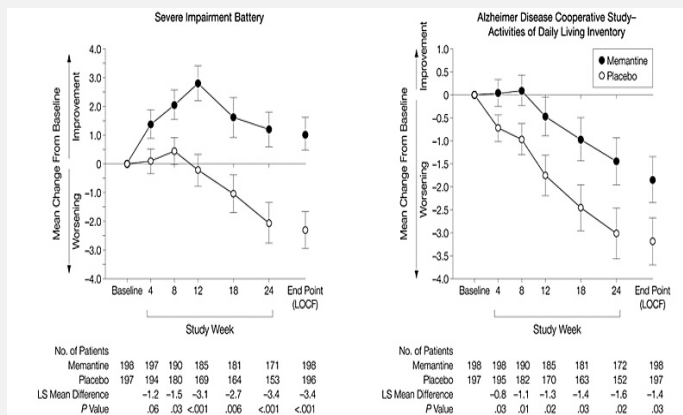 Severe Impairment Battery
4.0
3.0
2.0
1.0
0
–1.0
–2.0
–3.0
–4.0
Mean Change From Baseline
Improvement
Worsening
Baseline 4 8 12 18 24 End Point
(LOCF)
Study Week
No. of Patients
Memantine 198 197 190 185 181 171 198
Placebo 197 194 180 169 164 153 196
LS Mean Difference –1.2 –1.5 –3.1 –2.7 –3.4 –3.4
P Value .06 .03 <.001 .006 <.001 <.001
Alzheimer Disease Cooperative Study–
Activities of Daily Living Inventory
Memantine
Placebo
1.0
0.5
0
–0.5
–1.0
–1.5
–2.0
–2.5
–3.0
–3.5
–4.0
Mean Change From Baseline
Improvement
Worsening
Baseline 4 8 12 18 24 End Point
(LOCF)
Study Week
No. of Patients
Memantine 198 198 190 185 181 172 198
Placebo 197 195 182 170 163 152 197
LS Mean Difference –0.8 –1.1 –1.3 –1.4 –1.6 –1.4
P Value .03 .01 .02 .03 .02 .03